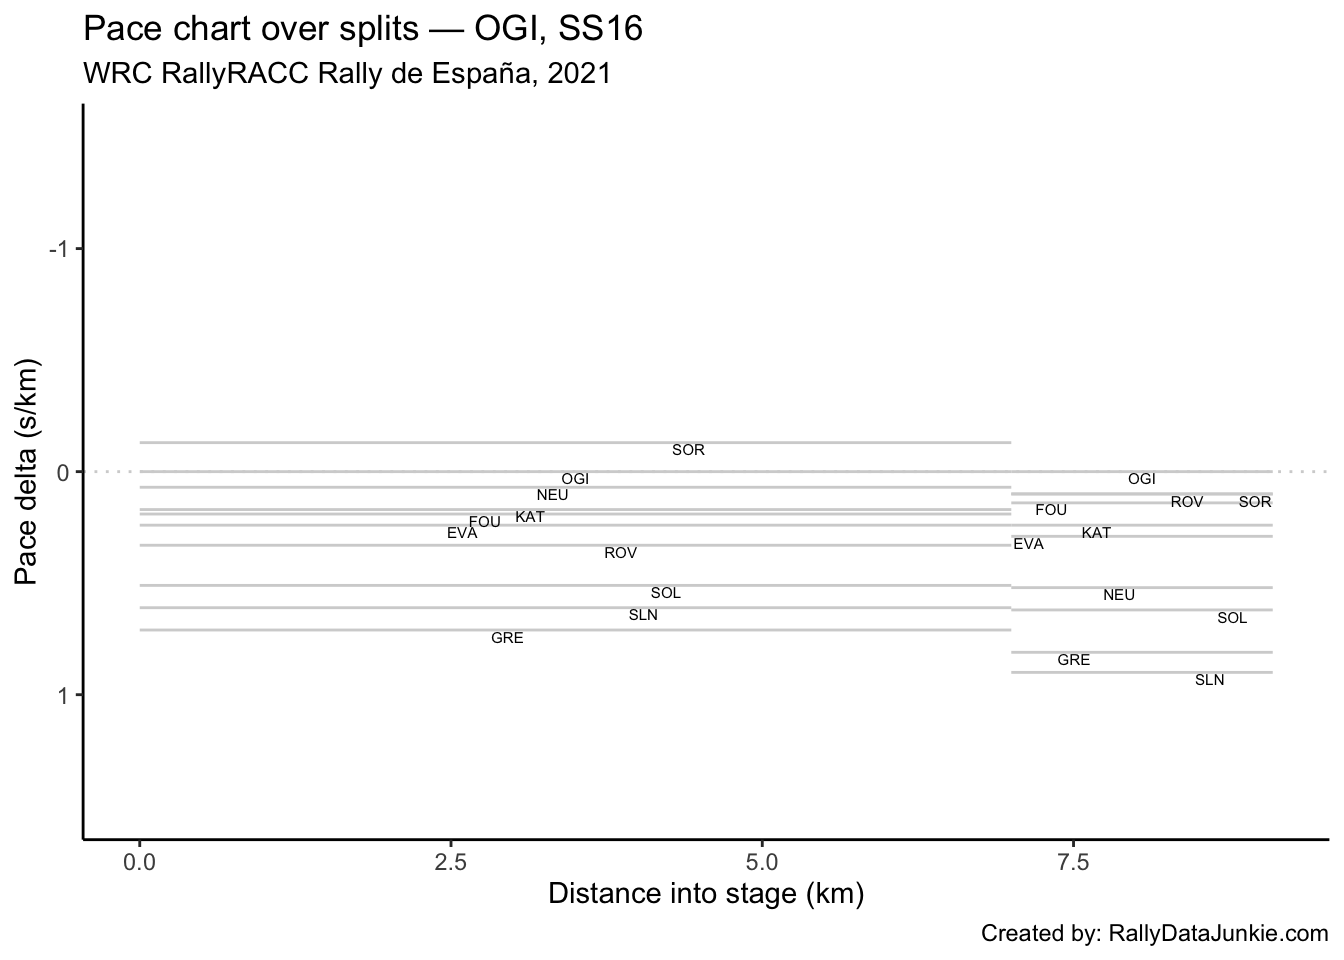 Pace chart over splits — OGI, SS16
WRC RallyRACC Rally de España, 2021
Pace delta (s/km)
-1
0
1
SOR
OGI
OGI
NEU
ROV
SOR
FOU
KAT
FOU
EVA
KAT
EVA
ROV
SOL
NEU
SLN
SOL
GRE
GRE
SLN
0.0
2.5
5.0
7.5
Distance into stage (km)
Created by: RallyDataJunkie.com